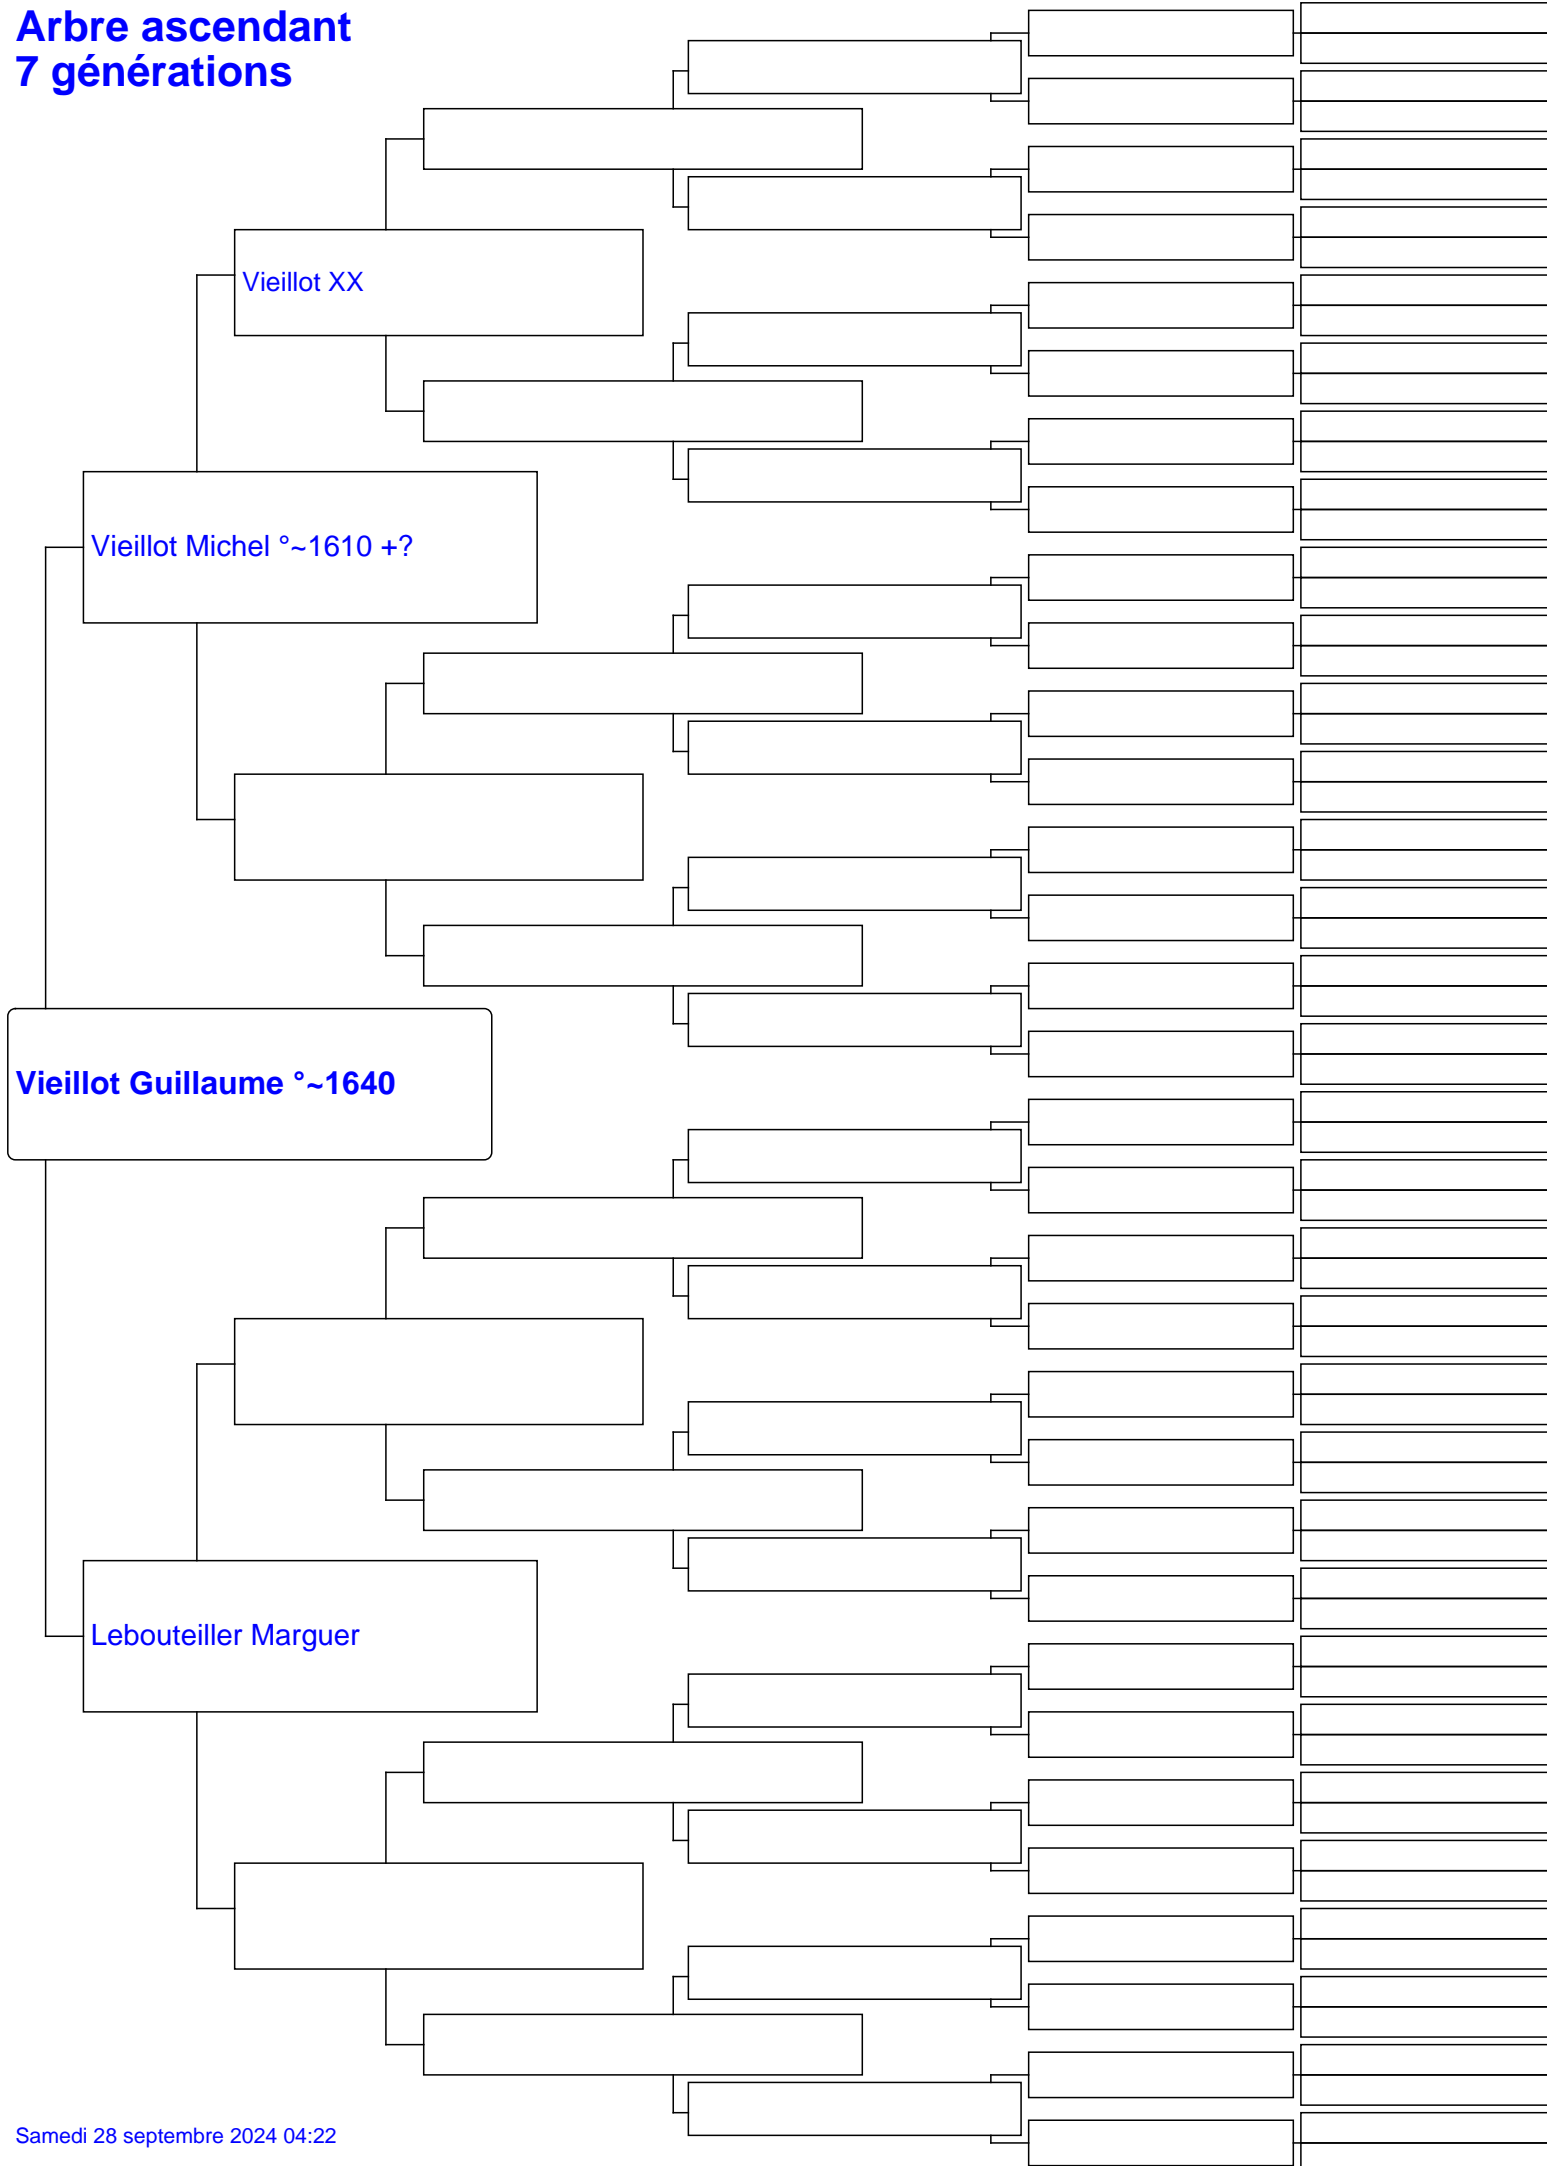 Arbre ascendant
7 générations
Vieillot XX
Vieillot Michel °~1610 +?
Vieillot Guillaume °~1640
Lebouteiller Marguer
Samedi 28 septembre 2024 04:22